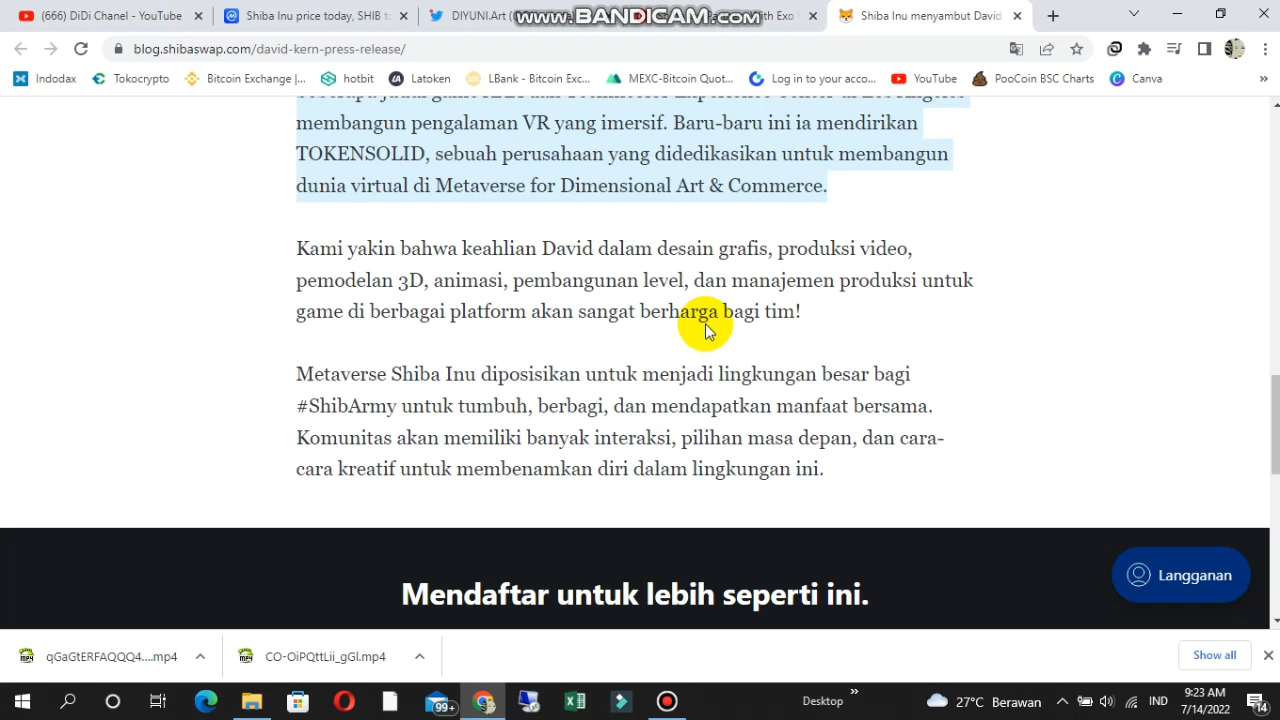 (666) DiDi Chanel - YouTube
Shiba Inu price today, SHIB t
DIYUNI.Art (
www.BANDICAM.com
th Exo
Shiba Inu menyambut David
blog.shibaswap.com/david-kern-press-release/
Indodax
Tokocrypto
Bitcoin Exchange |...
hotbit
Latoken
LBank - Bitcoin Exc...
MEXC-Bitcoin Quot...
Log in to your acco...
YouTube
PooCoin BSC Charts
Canva
»
membangun pengalaman VR yang imersif. Baru-baru ini ia mendirikan
TOKENSOLID, sebuah perusahaan yang didedikasikan untuk membangun
dunia virtual di Metaverse for Dimensional Art & Commerce.
Kami yakin bahwa keahlian David dalam desain grafis, produksi video,
pemodelan 3D, animasi, pembangunan level, dan manajemen produksi untuk
game di berbagai platform akan sangat berharga bagi tim!
Metaverse Shiba Inu diposisikan untuk menjadi lingkungan besar bagi
#ShibArmy untuk tumbuh, berbagi, dan mendapatkan manfaat bersama.
Komunitas akan memiliki banyak interaksi, pilihan masa depan, dan cara-
cara kreatif untuk membenamkan diri dalam lingkungan ini.
Mendaftar untuk lebih seperti ini.
Langganan
qGaGtERFAQQQ4....mp4
CO-OiPQttLii_gGl.mp4
Show all
99+
Desktop
»
27°C Berawan
IND
9:23 AM
7/14/2022
14